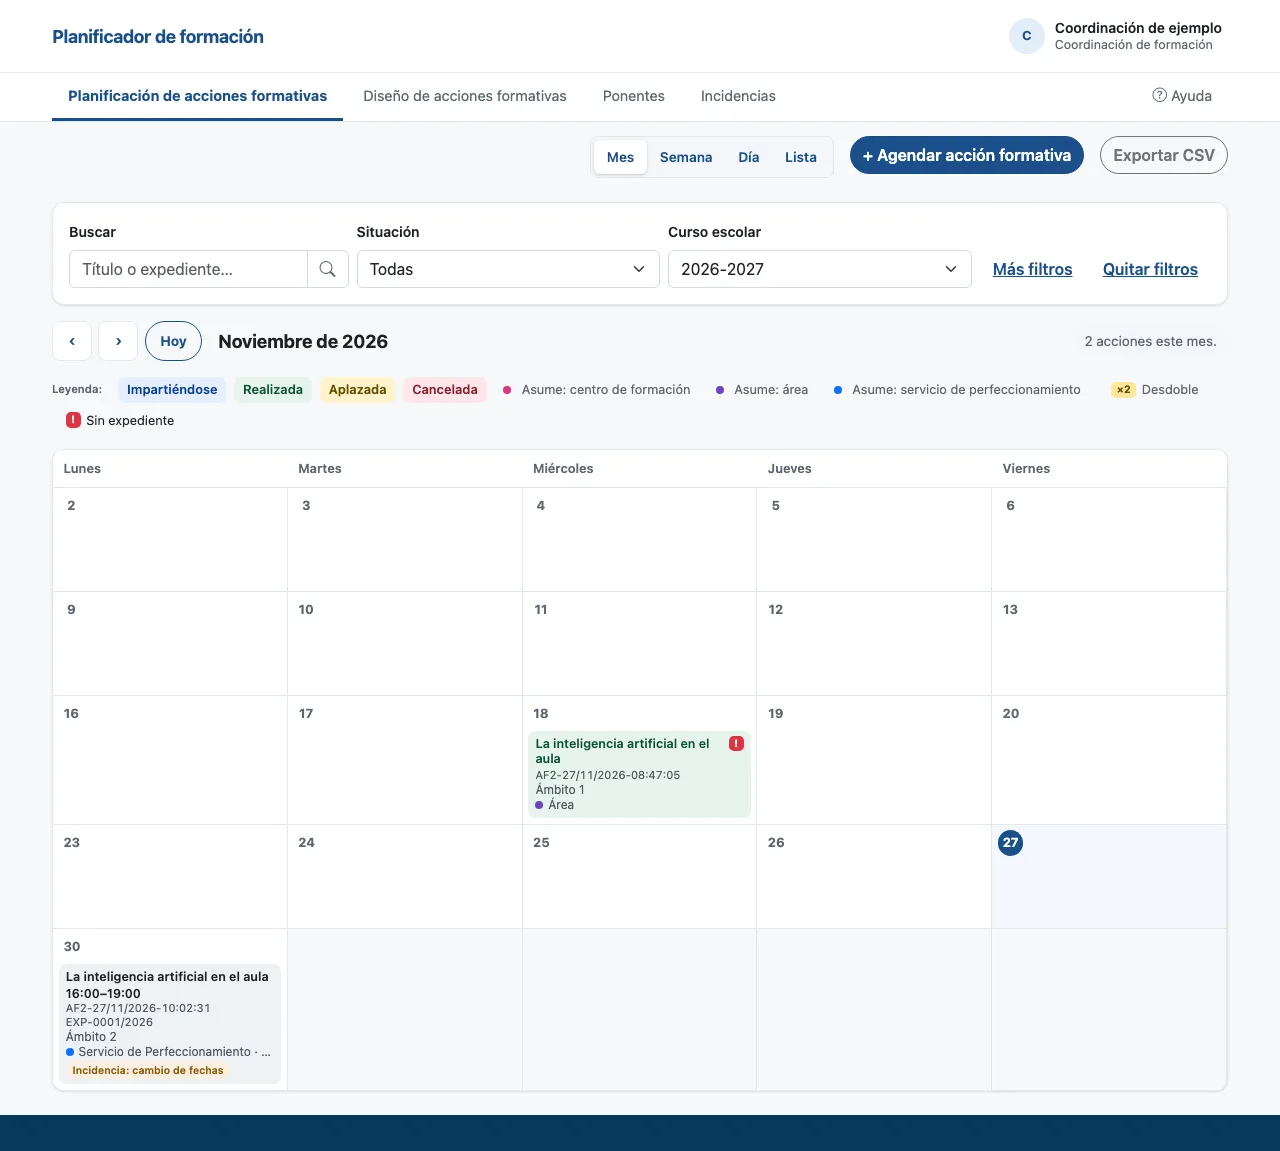 Planificador de formación
C
Coordinación de ejemplo
Coordinación de formación
Planificación de acciones formativas
Diseño de acciones formativas
Ponentes
Incidencias
? Ayuda
Mes
Semana
Día
Lista
+ Agendar acción formativa
Exportar CSV
Buscar
Situación
Curso escolar
Título o expediente...
Todas
2026-2027
Más filtros
Quitar filtros
‹
›
Hoy
Noviembre de 2026
2 acciones este mes.
Leyenda:
Impartiéndose
Realizada
Aplazada
Cancelada
Asume: centro de formación
Asume: área
Asume: servicio de perfeccionamiento
×2 Desdoble
! Sin expediente
Lunes
Martes
Miércoles
Jueves
Viernes
2
3
4
5
6
9
10
11
12
13
16
17
18
La inteligencia artificial en el
aula
!
AF2-27/11/2026-08:47:05
Ámbito 1
Área
19
20
23
24
25
26
27
30
La inteligencia artificial en el aula
16:00–19:00
AF2-27/11/2026-10:02:31
EXP-0001/2026
Ámbito 2
Servicio de Perfeccionamiento · ...
Incidencia: cambio de fechas